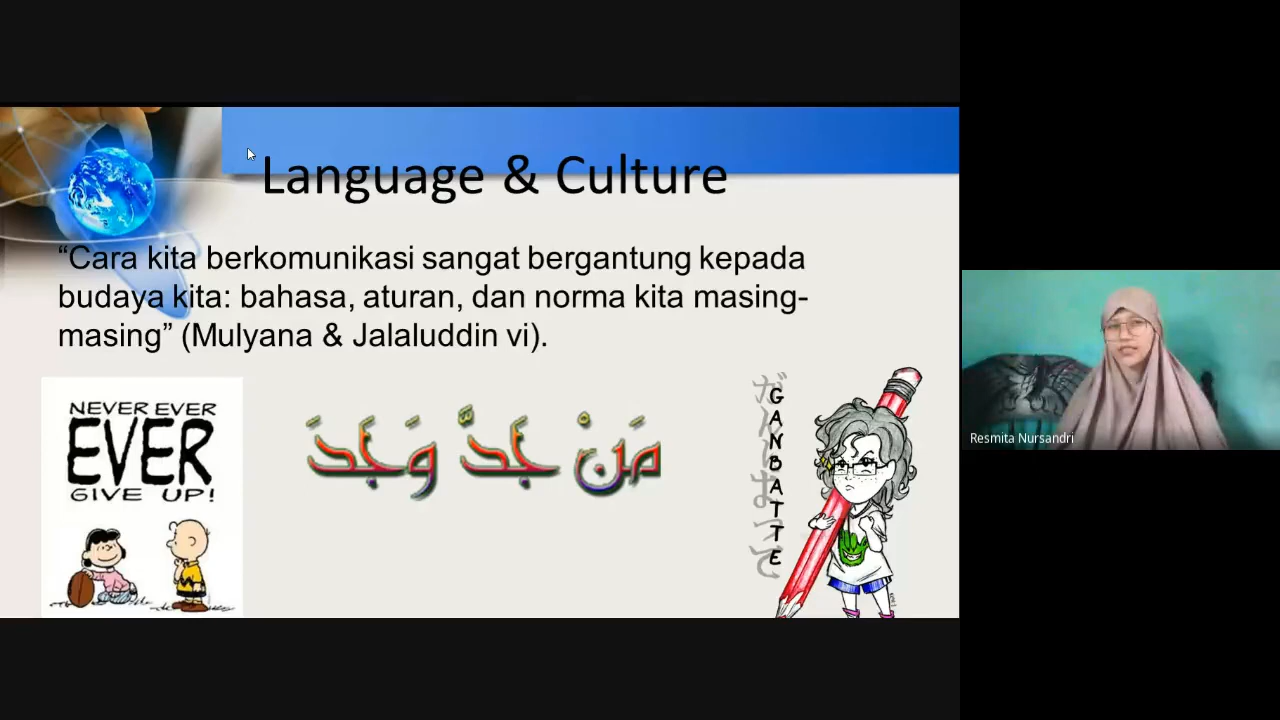 Language & Culture
“Cara kita berkomunikasi sangat bergantung kepada
budaya kita: bahasa, aturan, dan norma kita masing-
masing” (Mulyana & Jalaluddin vi).
NEVER EVER
EVER
GIVE UP!
مَنْ جَدَّ وَجَدَ
がんばって
GANBATTE
Resmita Nursandri